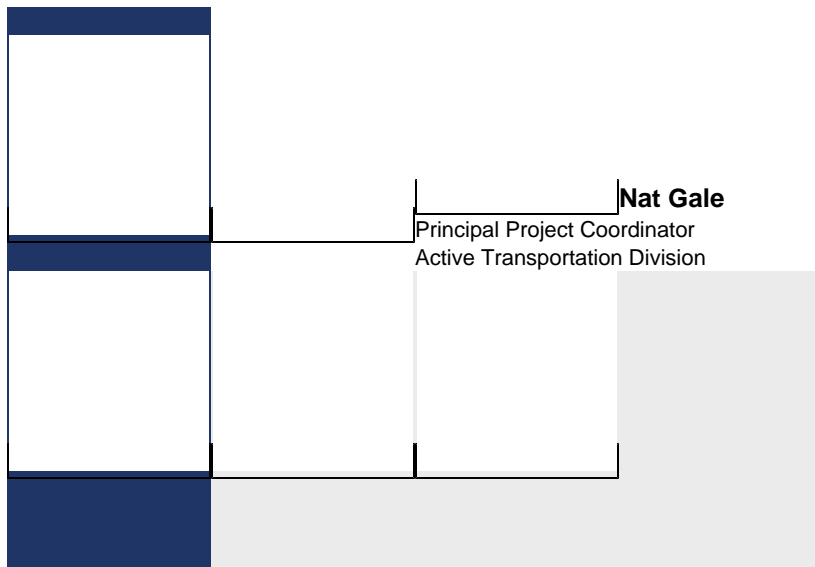 Nat Gale
Principal Project Coordinator
Active Transportation Division